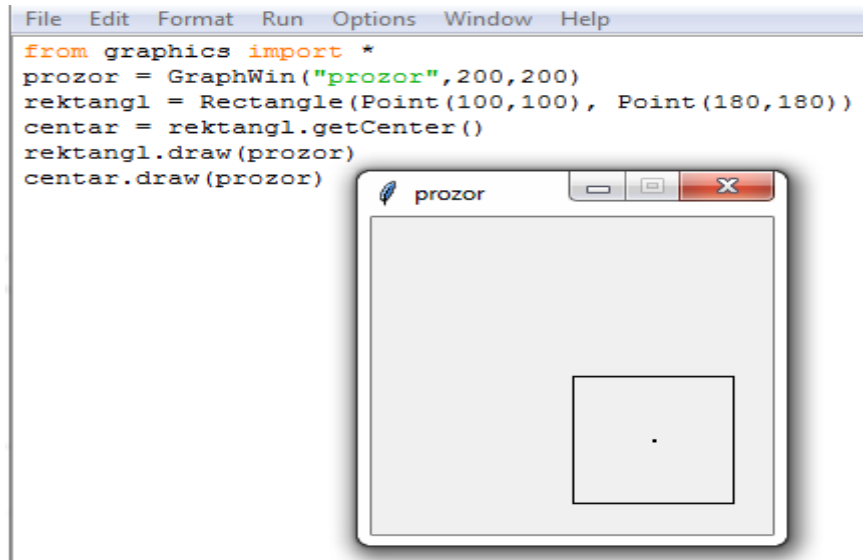 File Edit Format Run Options Window Help
from graphics import *
prozor = GraphWin("prozor",200,200)
rektangl = Rectangle(Point(100,100), Point(180,180))
centar = rektangl.getCenter()
rektangl.draw(prozor)
centar.draw(prozor)
prozor